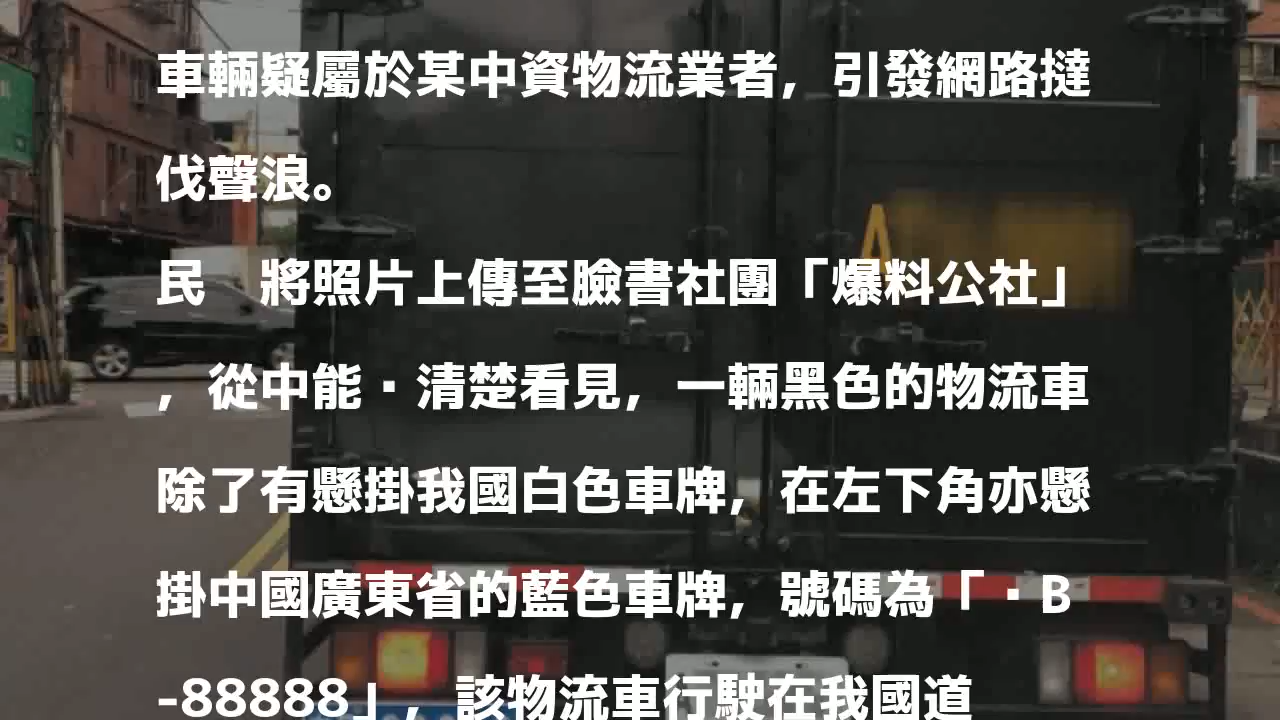 車輛疑屬於某中資物流業者，引發網路撻
伐聲浪。
民　將照片上傳至臉書社團「爆料公社」
，從中能·清楚看見，一輛黑色的物流車
除了有懸掛我國白色車牌，在左下角亦懸
掛中國廣東省的藍色車牌，號碼為「·B
-88888」，該物流車行駛在我國道